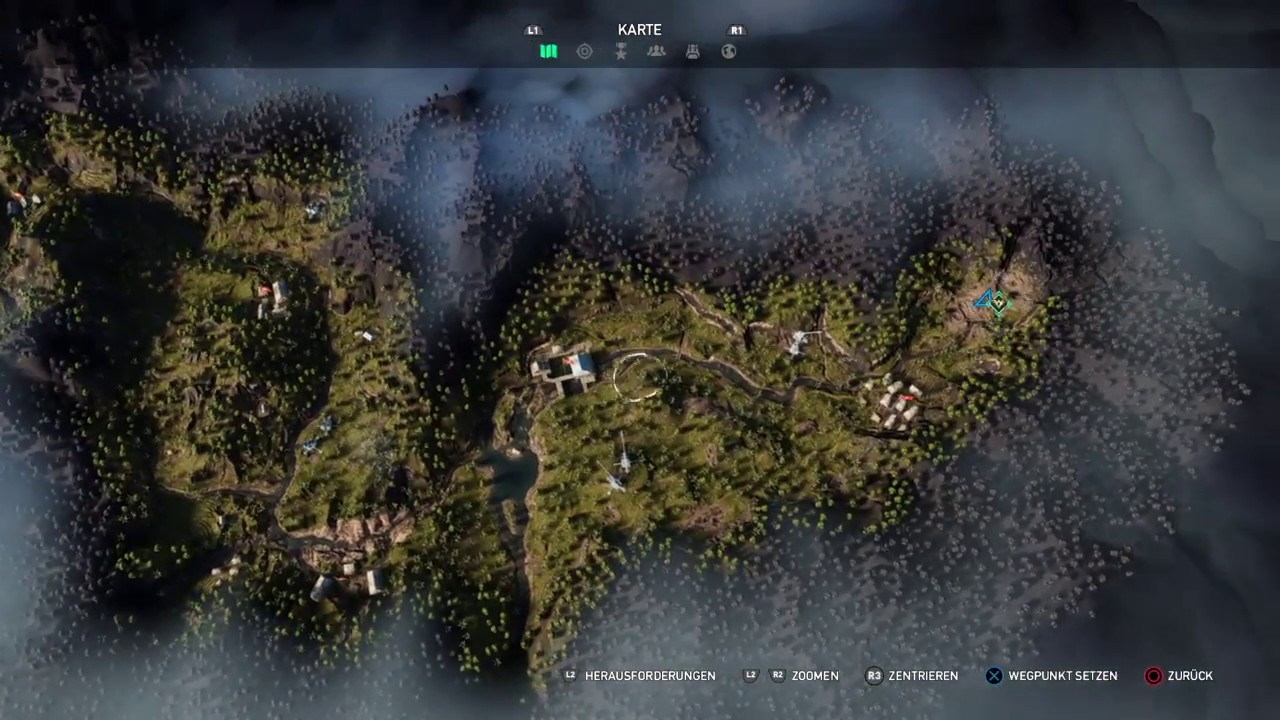 L1 KARTE R1
L2 HERAUSFORDERUNGEN L2 R2 ZOOMEN R3 ZENTRIEREN WEGPUNKT SETZEN ZURÜCK